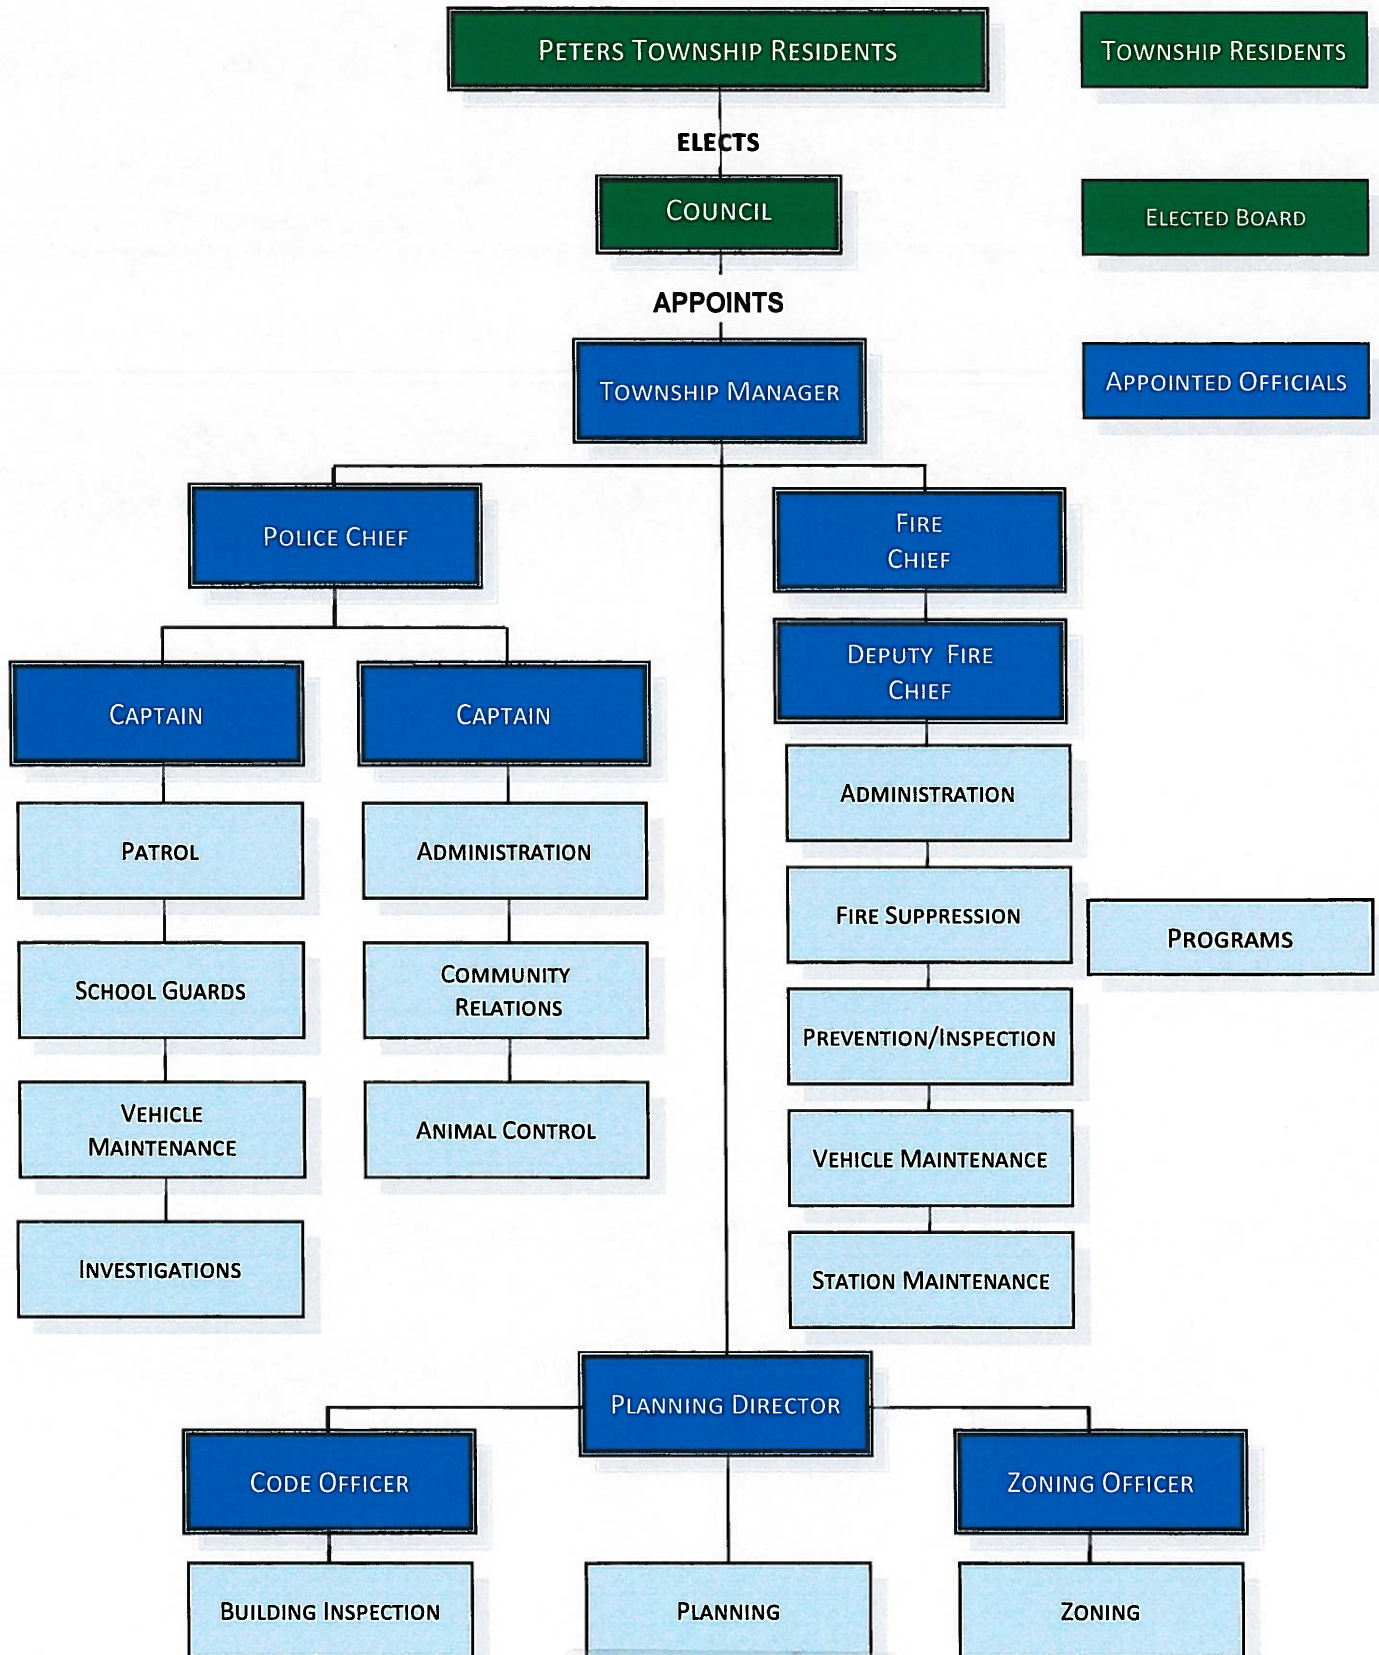 PETERS TOWNSHIP RESIDENTS
TOWNSHIP RESIDENTS
ELECTS
COUNCIL
ELECTED BOARD
APPOINTS
TOWNSHIP MANAGER
APPOINTED OFFICIALS
POLICE CHIEF
FIRE
CHIEF
DEPUTY FIRE
CHIEF
CAPTAIN
CAPTAIN
ADMINISTRATION
PATROL
ADMINISTRATION
FIRE SUPPRESSION
PROGRAMS
SCHOOL GUARDS
COMMUNITY
RELATIONS
PREVENTION/INSPECTION
VEHICLE
MAINTENANCE
ANIMAL CONTROL
VEHICLE MAINTENANCE
INVESTIGATIONS
STATION MAINTENANCE
PLANNING DIRECTOR
CODE OFFICER
ZONING OFFICER
BUILDING INSPECTION
PLANNING
ZONING